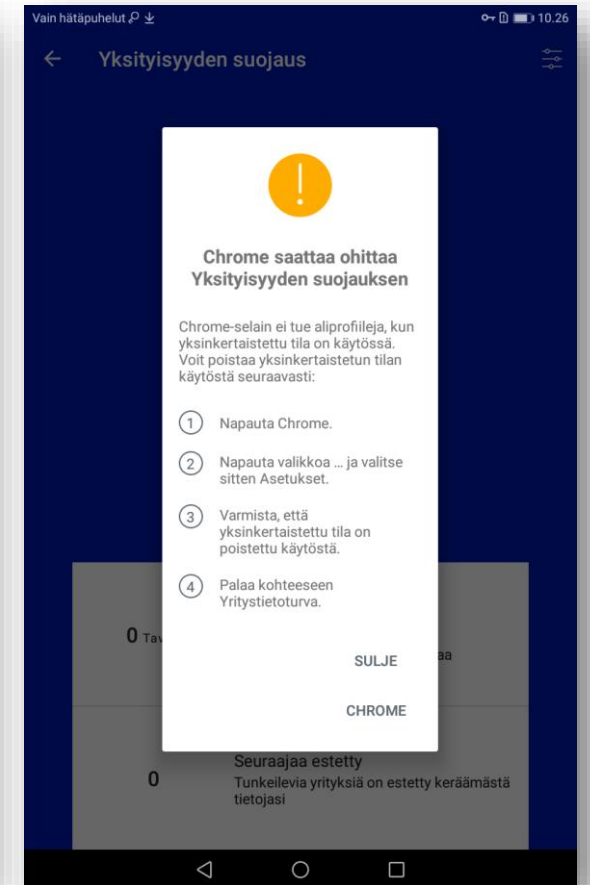 Vain hätäpuhelut
10.26
Yksityisyyden suojaus
Chrome saattaa ohittaa
Yksityisyyden suojauksen
Chrome-selain ei tue aliprofiileja, kun
yksinkertaistettu tila on käytössä.
Voit poistaa yksinkertaistetun tilan
käytöstä seuraavasti:
1 Napauta Chrome.
2 Napauta valikkoa ... ja valitse
sitten Asetukset.
3 Varmista, että
yksinkertaistettu tila on
poistettu käytöstä.
4 Palaa kohteeseen
Yritystietoturva.
0 Tav
aa
SULJE
CHROME
0
Seuraajaa estetty
Tunkeilevia yrityksiä on estetty keräämästä
tietojasi